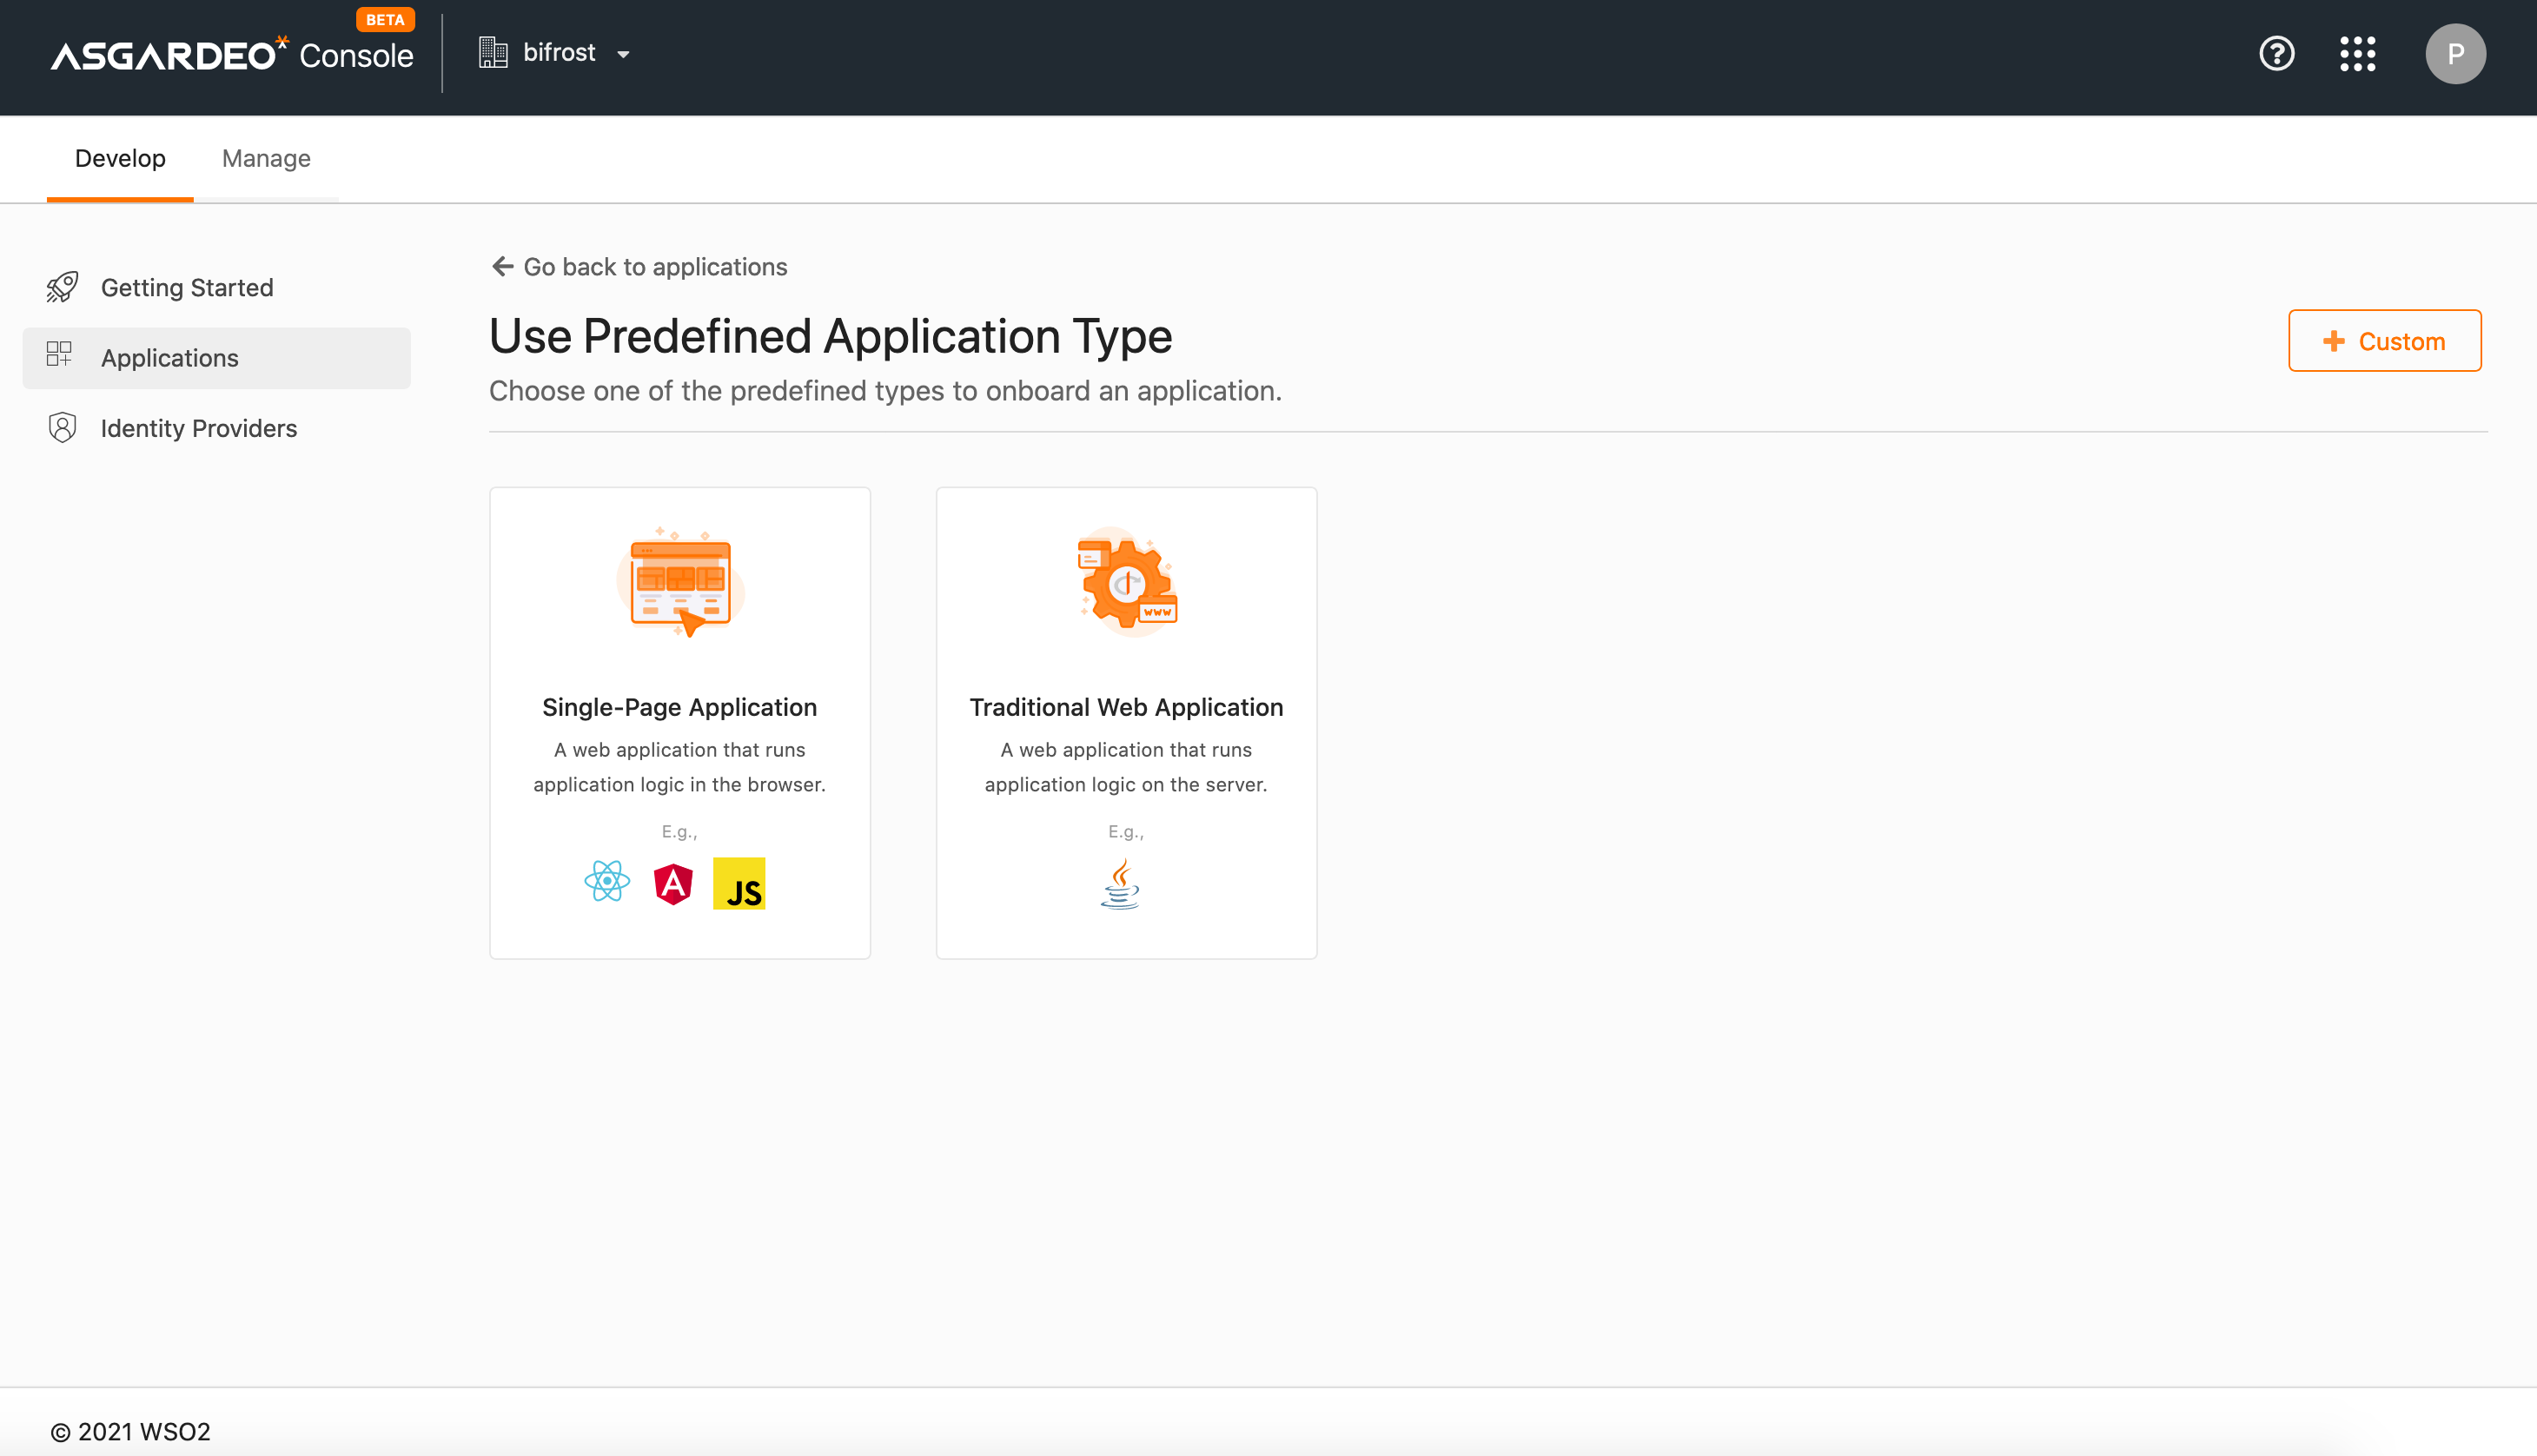 BETA
ASGARDEO Console
bifrost
P
Develop
Manage
Getting Started
Applications
Identity Providers
Go back to applications
Use Predefined Application Type
Custom
Choose one of the predefined types to onboard an application.
Single-Page Application
A web application that runs
application logic in the browser.
E.g.,
A
JS
www
Traditional Web Application
A web application that runs
application logic on the server.
E.g.,
© 2021 WSO2